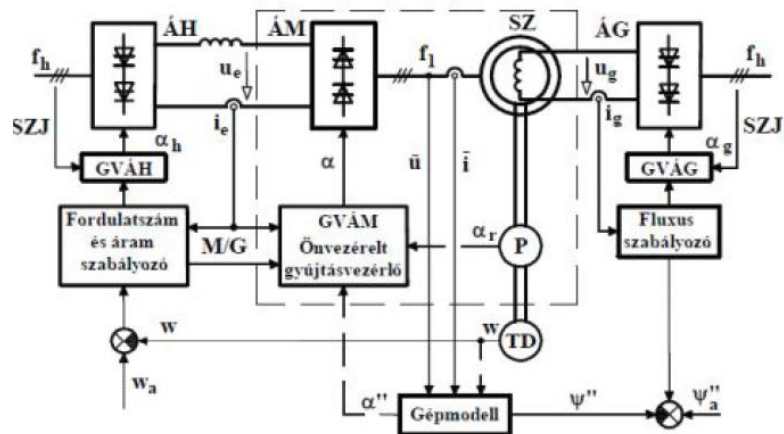 ÁH
ÁM
SZ
ÁG
f_h
u_e
f_1
u_g
f_h
SZJ
i_e
i_g
SZJ
α_h
α
ū
ī
α_g
GVÁH
GVÁG
Fordulatszám
és áram
szabályozó
M/G
GVÁM
Önvezérelt
gyújtásvezérlő
α_r
P
Fluxus
szabályozó
w
w
TD
w_a
α''
Gépmodell
ψ''
ψ''_a